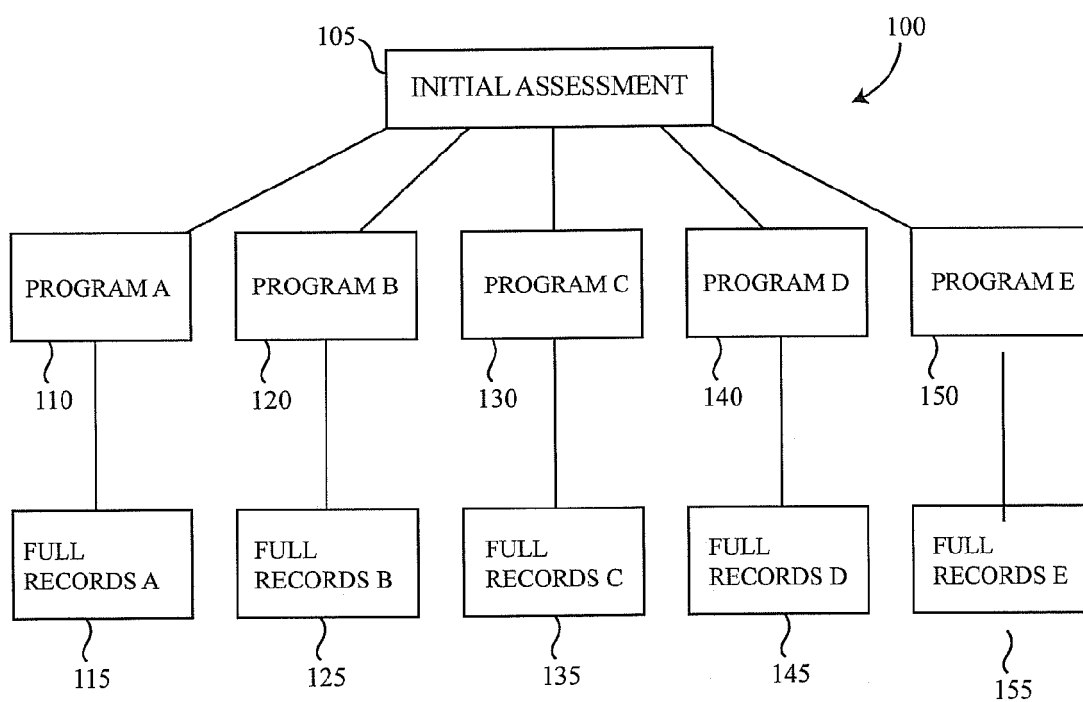 105
100
INITIAL ASSESSMENT
PROGRAM A
PROGRAM B
PROGRAM C
PROGRAM D
PROGRAM E
110
120
130
140
150
FULL
RECORDS A
FULL
RECORDS B
FULL
RECORDS C
FULL
RECORDS D
FULL
RECORDS E
115
125
135
145
155